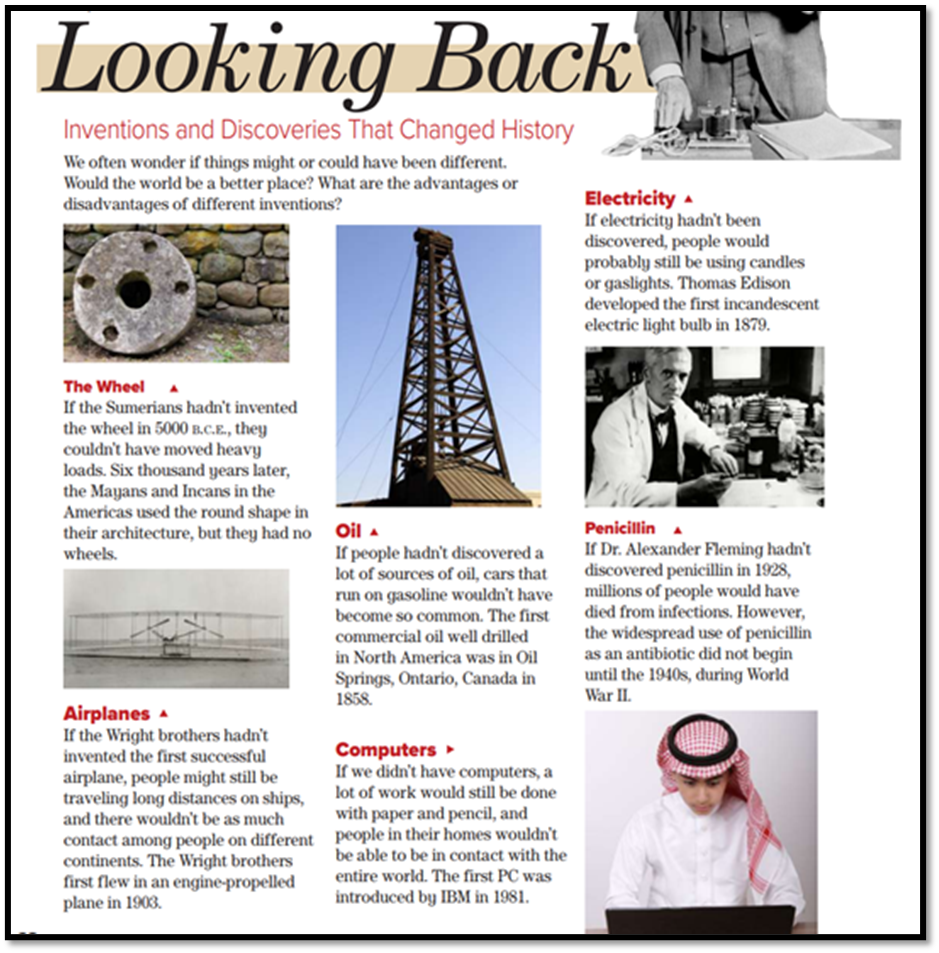 Looking Back
Inventions and Discoveries That Changed History
We often wonder if things might or could have been different.
Would the world be a better place? What are the advantages or
disadvantages of different inventions?
The Wheel ▲
If the Sumerians hadn't invented
the wheel in 5000 B.C.E., they
couldn't have moved heavy
loads. Six thousand years later,
the Mayans and Incans in the
Americas used the round shape in
their architecture, but they had no
wheels.
Airplanes ▲
If the Wright brothers hadn't
invented the first successful
airplane, people might still be
traveling long distances on ships,
and there wouldn't be as much
contact among people on different
continents. The Wright brothers
first flew in an engine-propelled
plane in 1903.
Oil ▲
If people hadn't discovered a
lot of sources of oil, cars that
run on gasoline wouldn't have
become so common. The first
commercial oil well drilled
in North America was in Oil
Springs, Ontario, Canada in
1858.
Computers ►
If we didn't have computers, a
lot of work would still be done
with paper and pencil, and
people in their homes wouldn't
be able to be in contact with the
entire world. The first PC was
introduced by IBM in 1981.
Electricity ▲
If electricity hadn't been
discovered, people would
probably still be using candles
or gaslights. Thomas Edison
developed the first incandescent
electric light bulb in 1879.
Penicillin ▲
If Dr. Alexander Fleming hadn't
discovered penicillin in 1928,
millions of people would have
died from infections. However,
the widespread use of penicillin
as an antibiotic did not begin
until the 1940s, during World
War II.